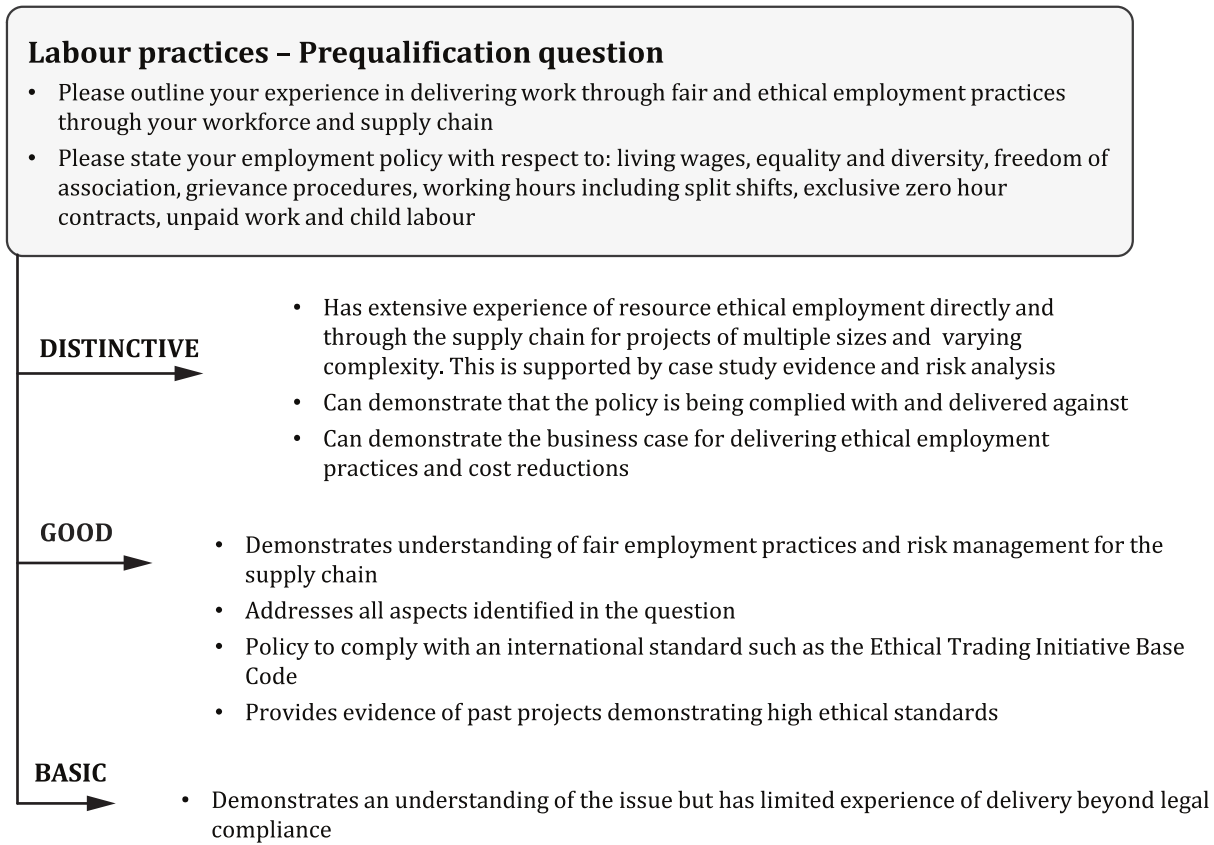 Labour practices – Prequalification question
• Please outline your experience in delivering work through fair and ethical employment practices
through your workforce and supply chain
• Please state your employment policy with respect to: living wages, equality and diversity, freedom of
association, grievance procedures, working hours including split shifts, exclusive zero hour
contracts, unpaid work and child labour
DISTINCTIVE
• Has extensive experience of resource ethical employment directly and
through the supply chain for projects of multiple sizes and varying
complexity. This is supported by case study evidence and risk analysis
• Can demonstrate that the policy is being complied with and delivered against
• Can demonstrate the business case for delivering ethical employment
practices and cost reductions
GOOD
• Demonstrates understanding of fair employment practices and risk management for the
supply chain
• Addresses all aspects identified in the question
• Policy to comply with an international standard such as the Ethical Trading Initiative Base
Code
• Provides evidence of past projects demonstrating high ethical standards
BASIC
• Demonstrates an understanding of the issue but has limited experience of delivery beyond legal
compliance